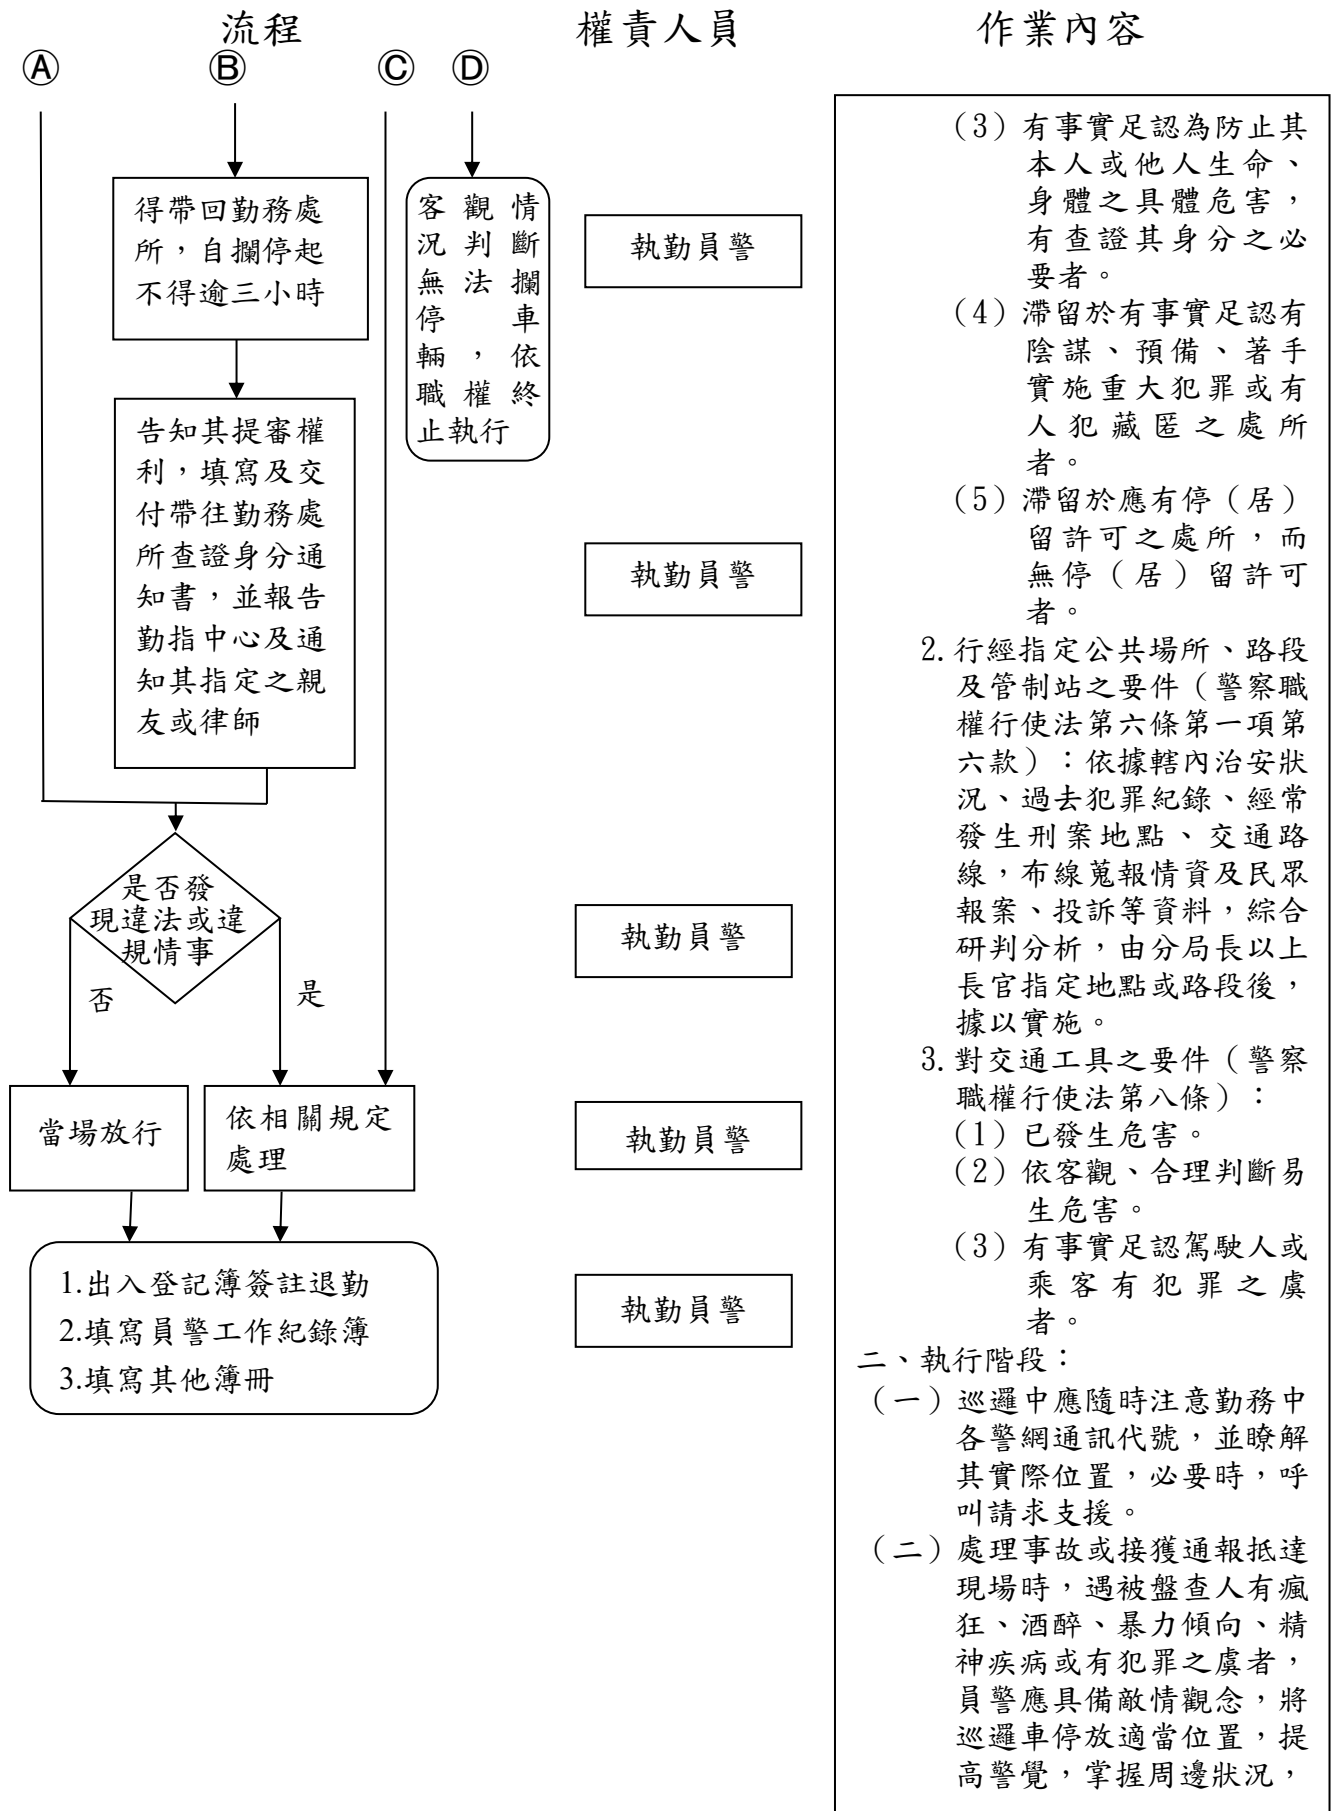 流程
權責人員
作業內容
Ⓐ
Ⓑ
Ⓒ
Ⓓ
得帶回勤務處
所，自攔停起
不得逾三小時
客觀情
況判斷
無法攔
停車
輛，依
職權終
止執行
執勤員警
告知其提審權
利，填寫及交
付帶往勤務處
所查證身分通
知書，並報告
勤指中心及通
知其指定之親
友或律師
執勤員警
是否發
現違法或違
規情事
執勤員警
否
是
當場放行
依相關規定
處理
執勤員警
1.出入登記簿簽註退勤
2.填寫員警工作紀錄簿
3.填寫其他簿冊
執勤員警
（3）有事實足認為防止其
本人或他人生命、
身體之具體危害，
有查證其身分之必
要者。
（4）滯留於有事實足認有
陰謀、預備、著手
實施重大犯罪或有
人犯藏匿之處所
者。
（5）滯留於應有停（居）
留許可之處所，而
無停（居）留許可
者。
2.行經指定公共場所、路段
及管制站之要件（警察職
權行使法第六條第一項第
六款）：依據轄內治安狀
況、過去犯罪紀錄、經常
發生刑案地點、交通路
線，布線蒐報情資及民眾
報案、投訴等資料，綜合
研判分析，由分局長以上
長官指定地點或路段後，
據以實施。
3.對交通工具之要件（警察
職權行使法第八條）：
（1）已發生危害。
（2）依客觀、合理判斷易
生危害。
（3）有事實足認駕駛人或
乘客有犯罪之虞
者。
二、執行階段：
（一）巡邏中應隨時注意勤務中
各警網通訊代號，並瞭解
其實際位置，必要時，呼
叫請求支援。
（二）處理事故或接獲通報抵達
現場時，遇被盤查人有瘋
狂、酒醉、暴力傾向、精
神疾病或有犯罪之虞者，
員警應具備敵情觀念，將
巡邏車停放適當位置，提
高警覺，掌握周邊狀況，